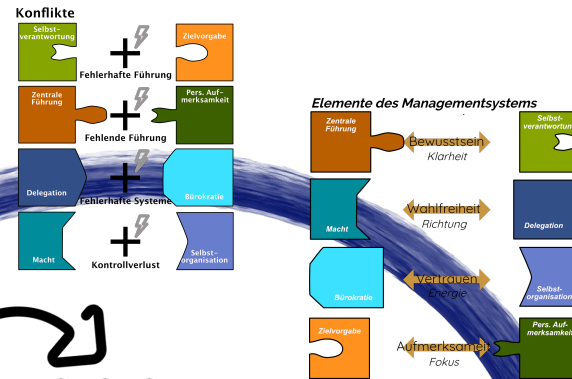 Konflikte
Selbst-
verantwortung
Zielvorgabe
Fehlerhafte Führung
Zentrale
Führung
Pers. Auf-
merksamkeit
Fehlende Führung
Delegation
Bürokratie
Fehlerhafte Systeme
Macht
Selbst-
organisation
Kontrollverlust
Elemente des Managementsystems
Zentrale
Führung
Bewusstsein
Klarheit
Selbst-
verantwortun
Macht
Wahlfreiheit
Richtung
Delegation
Bürokratie
Vertrauen
Energie
Selbst-
organisation
Zielvorgabe
Aufmerksamkeit
Fokus
Pers. Auf-
merksamkeit